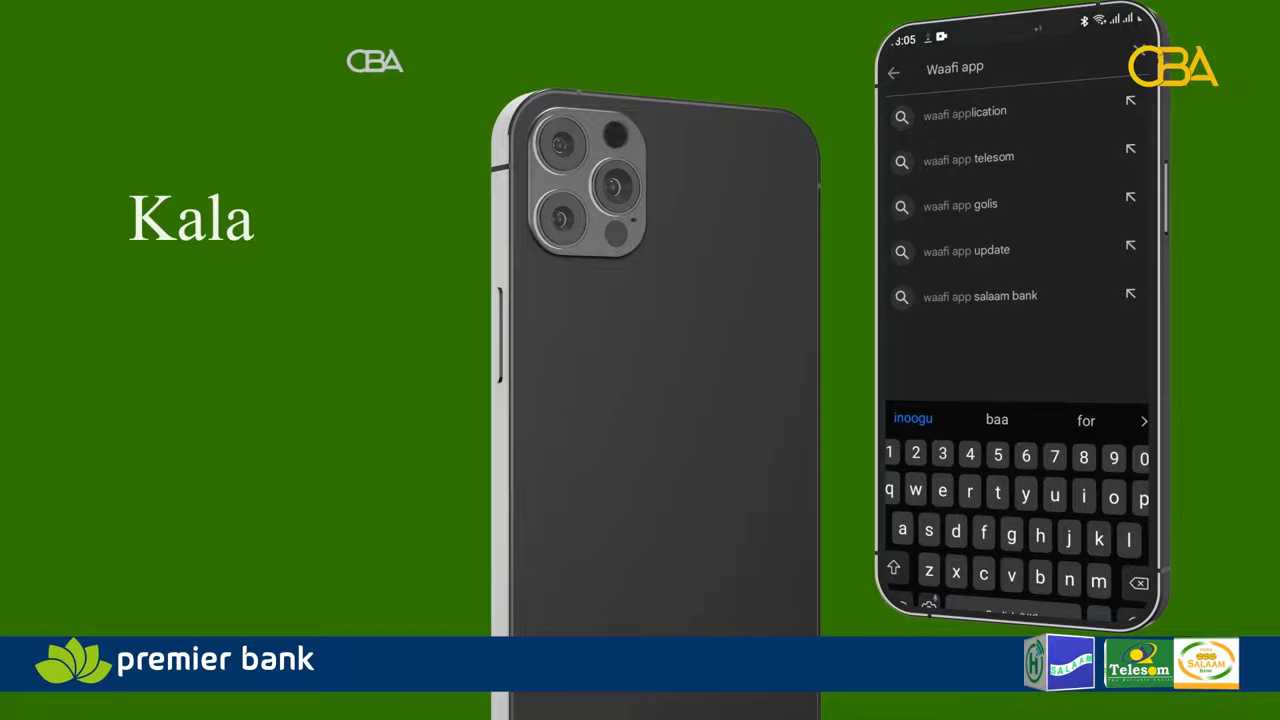 CBA
Kala
3:05
Waafi app
CBA
waafi application
waafi app telesom
waafi app golis
waafi app update
waafi app salaam bank
inoogu baa for
1 2 3 4 5 6 7 8 9 0
q w e r t y u i o p
a s d f g h j k l
z x c v b n m
premier bank
SALAAM
Telesom
SALAAM
BANK